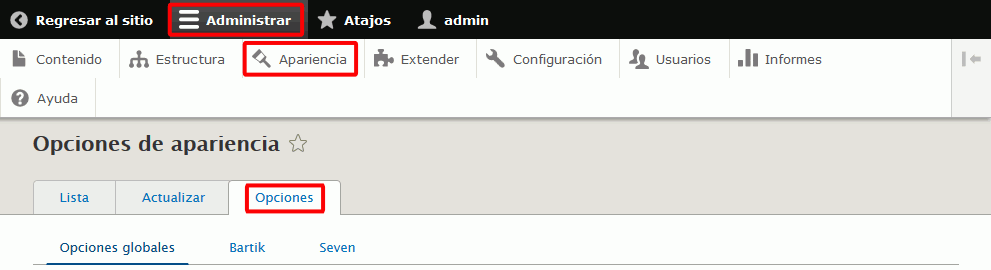 Regresar al sitio Administrar Atajos admin
Contenido Estructura Apariencia Extender Configuración Usuarios Informes
Ayuda
Opciones de apariencia
Lista Actualizar Opciones
Opciones globales Bartik Seven